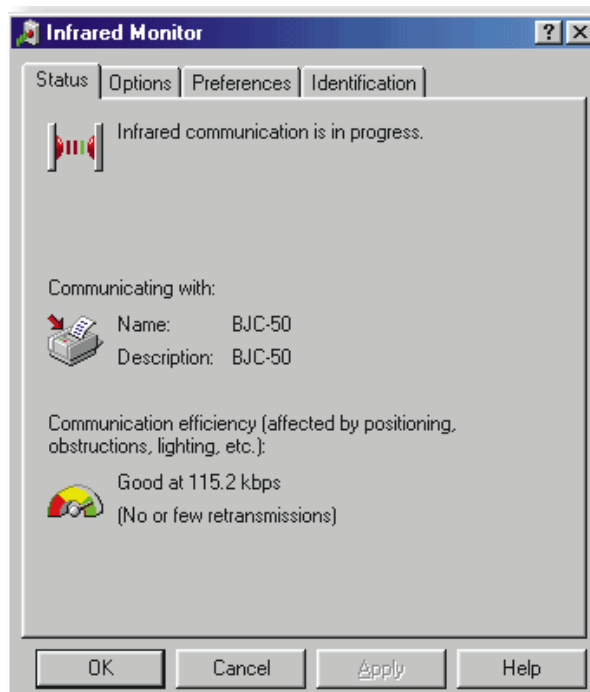 Infrared Monitor
Status Options Preferences Identification
Infrared communication is in progress.
Communicating with:
Name: BJC-50
Description: BJC-50
Communication efficiency (affected by positioning,
obstructions, lighting, etc.):
Good at 115.2 kbps
(No or few retransmissions)
OK Cancel Apply Help